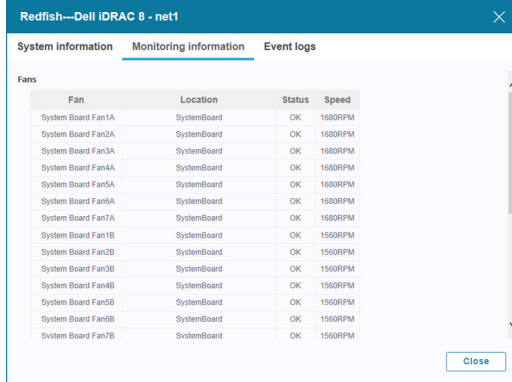 Redfish---Dell iDRAC 8 - net1
System information Monitoring information Event logs
Fans
Fan Location Status Speed
System Board Fan1A SystemBoard OK 1680RPM
System Board Fan2A SystemBoard OK 1680RPM
System Board Fan3A SystemBoard OK 1680RPM
System Board Fan4A SystemBoard OK 1680RPM
System Board Fan5A SystemBoard OK 1680RPM
System Board Fan6A SystemBoard OK 1680RPM
System Board Fan7A SystemBoard OK 1680RPM
System Board Fan1B SystemBoard OK 1560RPM
System Board Fan2B SystemBoard OK 1560RPM
System Board Fan3B SystemBoard OK 1560RPM
System Board Fan4B SystemBoard OK 1560RPM
System Board Fan5B SystemBoard OK 1560RPM
System Board Fan6B SystemBoard OK 1560RPM
System Board Fan7B SystemBoard OK 1560RPM
Close